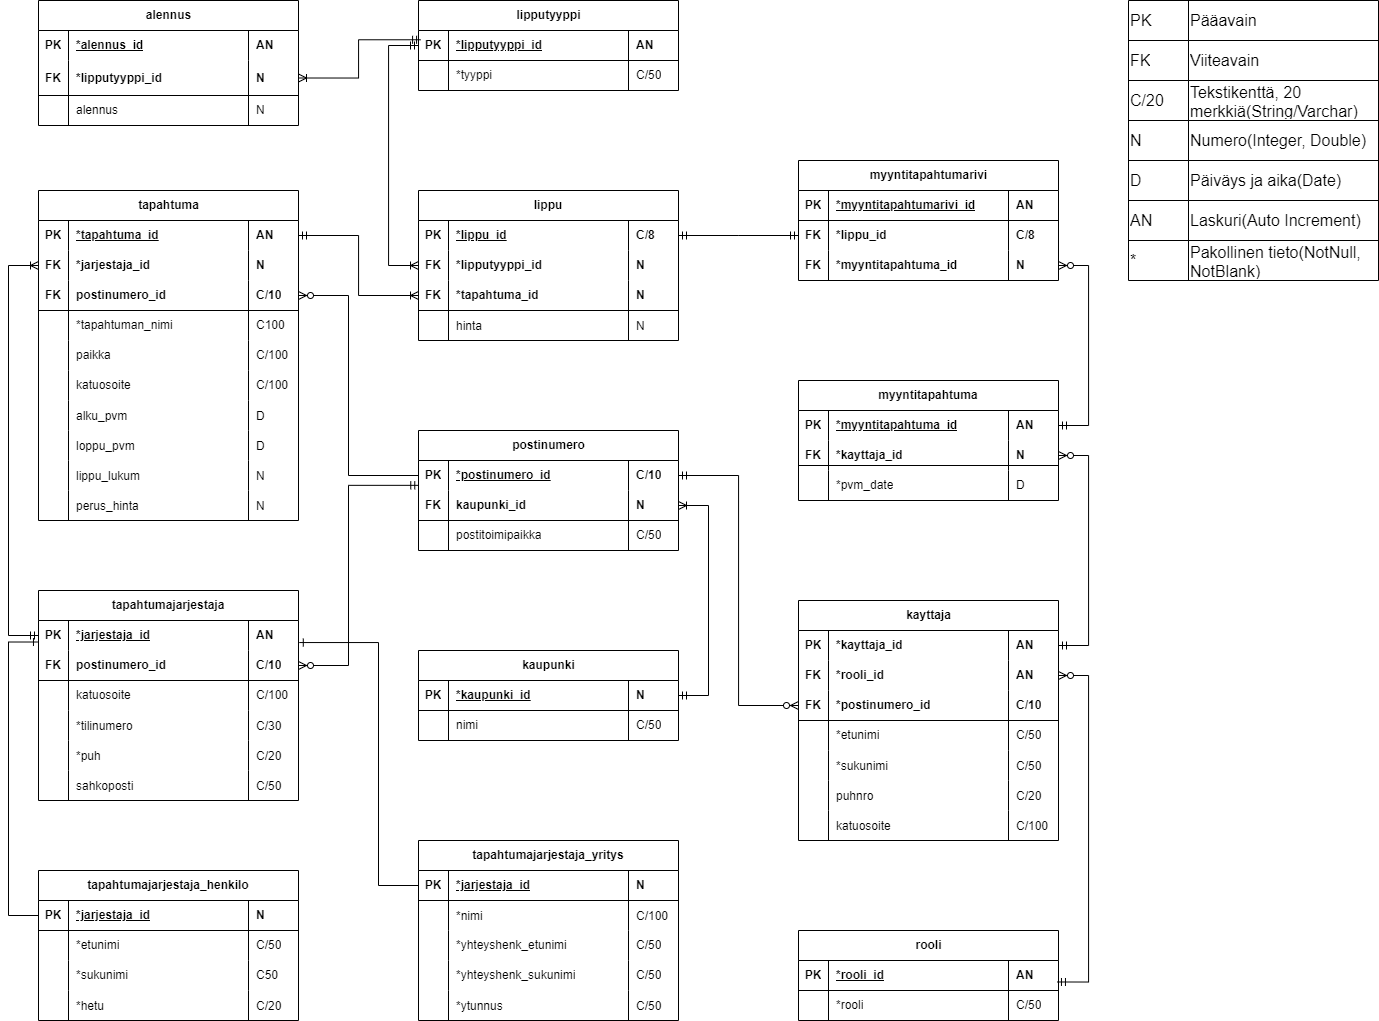 alennus
PK *alennus_id AN
FK *lipputyyppi_id N
alennus N
lipputyyppi
PK *lipputyyppi_id AN
*tyyppi C/50
PK Pääavain
FK Viiteavain
C/20 Tekstikenttä, 20
merkkiä(String/Varchar)
N Numero(Integer, Double)
D Päiväys ja aika(Date)
AN Laskuri(Auto Increment)
* Pakollinen tieto(NotNull,
NotBlank)
tapahtuma
PK *tapahtuma_id AN
FK *jarjestaja_id N
FK postinumero_id C/10
*tapahtuman_nimi C100
paikka C/100
katuosoite C/100
alku_pvm D
loppu_pvm D
lippu_lukum N
perus_hinta N
lippu
PK *lippu_id C/8
FK *lipputyyppi_id N
FK *tapahtuma_id N
hinta N
myyntitapahtumarivi
PK *myyntitapahtumarivi_id AN
FK *lippu_id C/8
FK *myyntitapahtuma_id N
myyntitapahtuma
PK *myyntitapahtuma_id AN
FK *kayttaja_id N
*pvm_date D
postinumero
PK *postinumero_id C/10
FK kaupunki_id N
postitoimipaikka C/50
tapahtumajarjestaja
PK *jarjestaja_id AN
FK postinumero_id C/10
katuosoite C/100
*tilinumero C/30
*puh C/20
sahkoposti C/50
kaupunki
PK *kaupunki_id N
nimi C/50
kayttaja
PK *kayttaja_id AN
FK *rooli_id AN
FK *postinumero_id C/10
*etunimi C/50
*sukunimi C/50
puhnro C/20
katuosoite C/100
tapahtumajarjestaja_henkilo
PK *jarjestaja_id N
*etunimi C/50
*sukunimi C50
*hetu C/20
tapahtumajarjestaja_yritys
PK *jarjestaja_id N
*nimi C/100
*yhteyshenk_etunimi C/50
*yhteyshenk_sukunimi C/50
*ytunnus C/50
rooli
PK *rooli_id AN
*rooli C/50